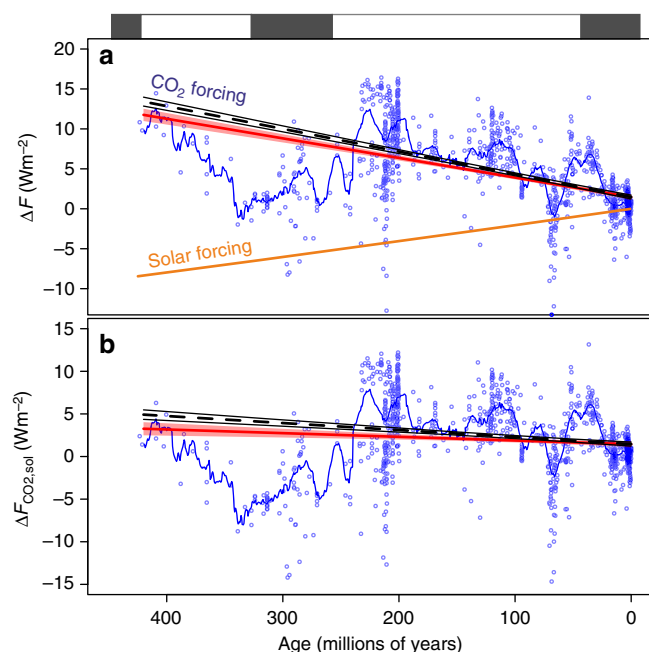 a
CO2 forcing
Solar forcing
20
15
10
5
0
−5
−10
ΔF (Wm−2)
b
15
10
5
0
−5
−10
−15
ΔFCO2,sol (Wm−2)
400
300
200
100
0
Age (millions of years)